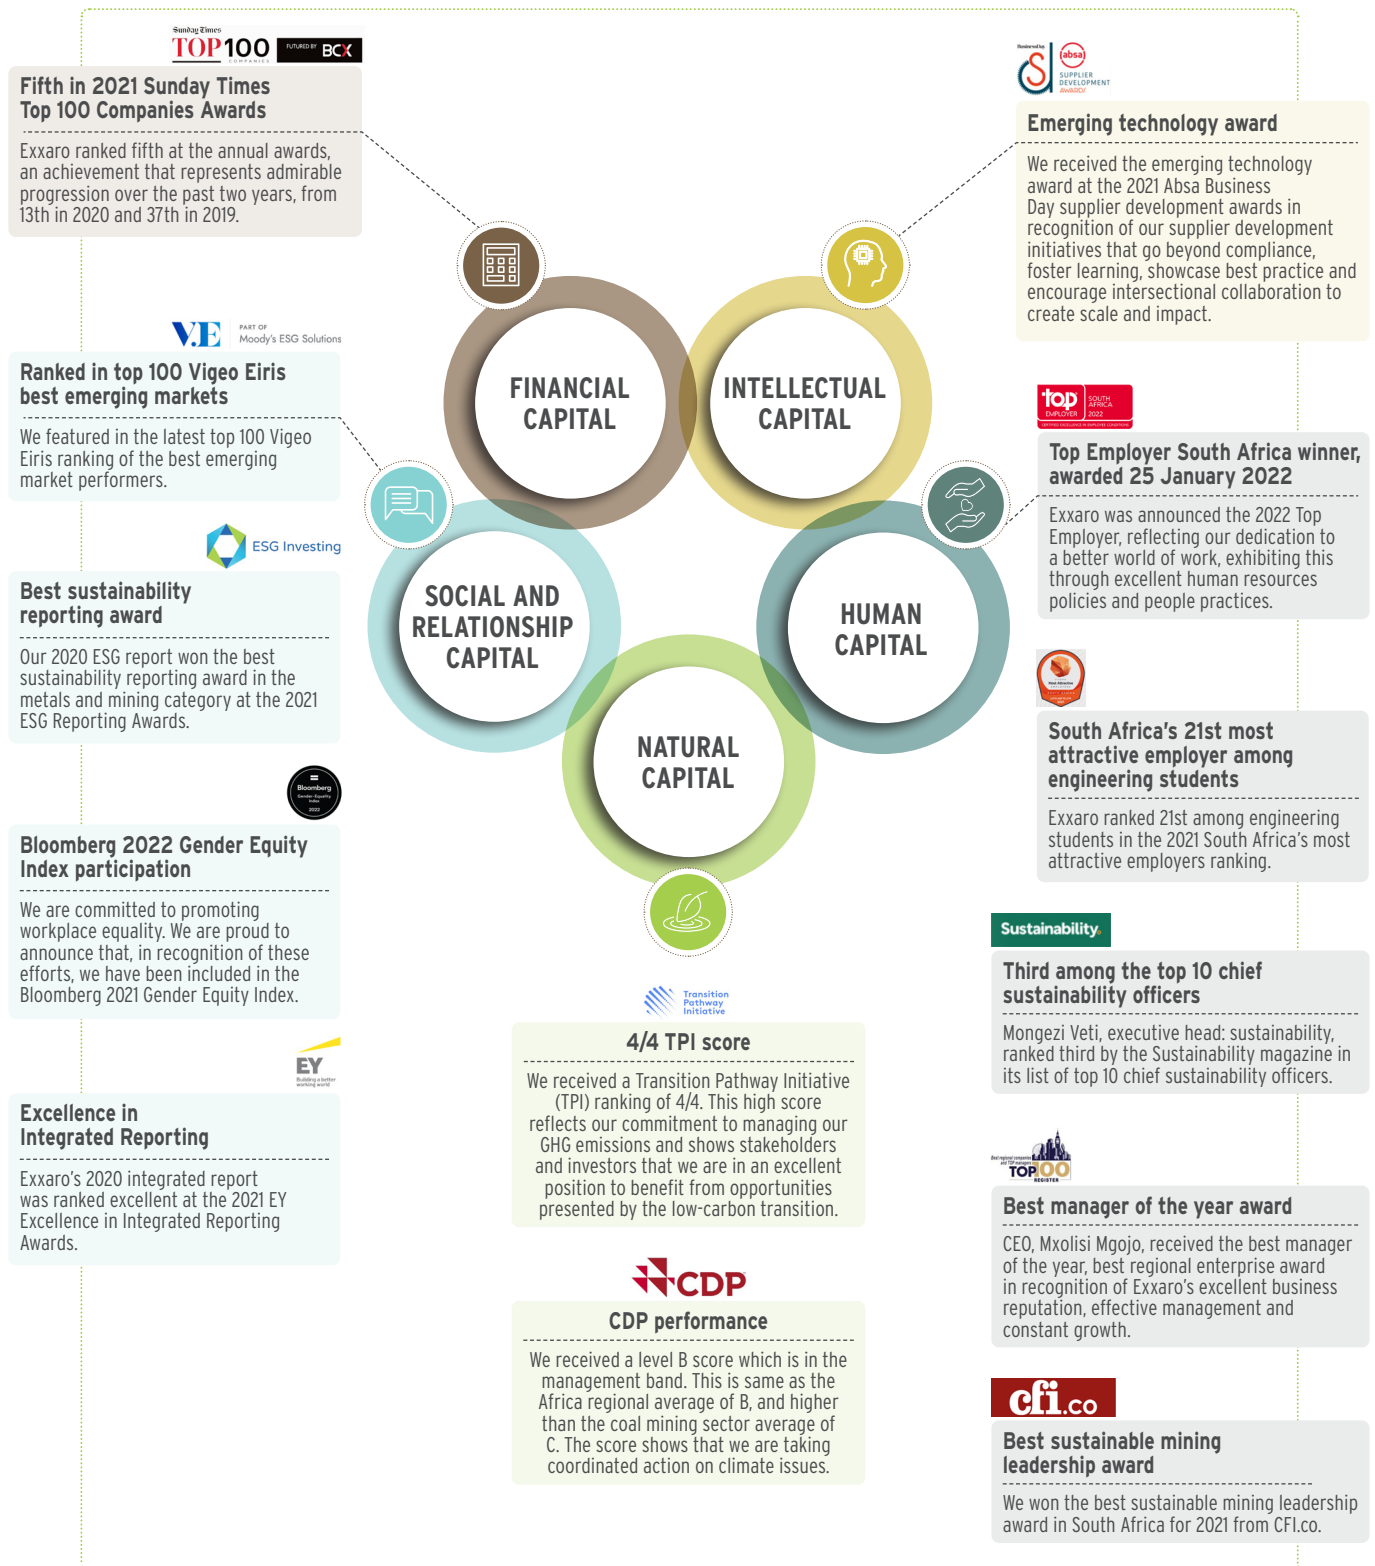 Sunday Times
TOP 100
COMPANIES
FUTURED BY BCX
Fifth in 2021 Sunday Times
Top 100 Companies Awards
Exxaro ranked fifth at the annual awards,
an achievement that represents admirable
progression over the past two years, from
13th in 2020 and 37th in 2019.
V.E
PART OF
Moody's ESG Solutions
Ranked in top 100 Vigeo Eiris
best emerging markets
We featured in the latest top 100 Vigeo
Eiris ranking of the best emerging
market performers.
ESG Investing
Best sustainability
reporting award
Our 2020 ESG report won the best
sustainability reporting award in the
metals and mining category at the 2021
ESG Reporting Awards.
Bloomberg
Gender-Equality
Index
2022
Bloomberg 2022 Gender Equity
Index participation
We are committed to promoting
workplace equality. We are proud to
announce that, in recognition of these
efforts, we have been included in the
Bloomberg 2021 Gender Equity Index.
EY
Building a better
working world
Excellence in
Integrated Reporting
Exxaro's 2020 integrated report
was ranked excellent at the 2021 EY
Excellence in Integrated Reporting
Awards.
FINANCIAL
CAPITAL
INTELLECTUAL
CAPITAL
SOCIAL AND
RELATIONSHIP
CAPITAL
HUMAN
CAPITAL
NATURAL
CAPITAL
Transition
Pathway
Initiative
4/4 TPI score
We received a Transition Pathway Initiative
(TPI) ranking of 4/4. This high score
reflects our commitment to managing our
GHG emissions and shows stakeholders
and investors that we are in an excellent
position to benefit from opportunities
presented by the low-carbon transition.
CDP
CDP performance
We received a level B score which is in the
management band. This is same as the
Africa regional average of B, and higher
than the coal mining sector average of
C. The score shows that we are taking
coordinated action on climate issues.
absa
SUPPLIER
DEVELOPMENT
AWARDS
Emerging technology award
We received the emerging technology
award at the 2021 Absa Business
Day supplier development awards in
recognition of our supplier development
initiatives that go beyond compliance,
foster learning, showcase best practice and
encourage intersectional collaboration to
create scale and impact.
top
EMPLOYER
SOUTH
AFRICA
2022
CERTIFIED EXCELLENCE IN EMPLOYEE CONDITIONS
Top Employer South Africa winner,
awarded 25 January 2022
Exxaro was announced the 2022 Top
Employer, reflecting our dedication to
a better world of work, exhibiting this
through excellent human resources
policies and people practices.
Most Attractive
South Africa's 21st most
attractive employer among
engineering students
Exxaro ranked 21st among engineering
students in the 2021 South Africa's most
attractive employers ranking.
Sustainability.
Third among the top 10 chief
sustainability officers
Mongezi Veti, executive head: sustainability,
ranked third by the Sustainability magazine in
its list of top 10 chief sustainability officers.
Best regional companies
and TOP managers
TOP100
REGISTER
Best manager of the year award
CEO, Mxolisi Mgojo, received the best manager
of the year, best regional enterprise award
in recognition of Exxaro's excellent business
reputation, effective management and
constant growth.
cfi.co
Best sustainable mining
leadership award
We won the best sustainable mining leadership
award in South Africa for 2021 from CFI.co.